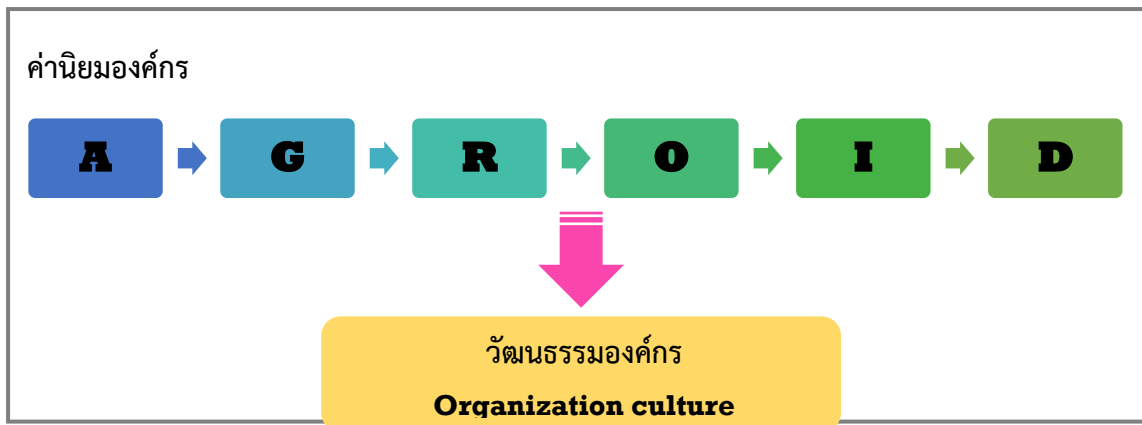 ค่านิยมองค์กร
A G R O I D
วัฒนธรรมองค์กร
Organization culture